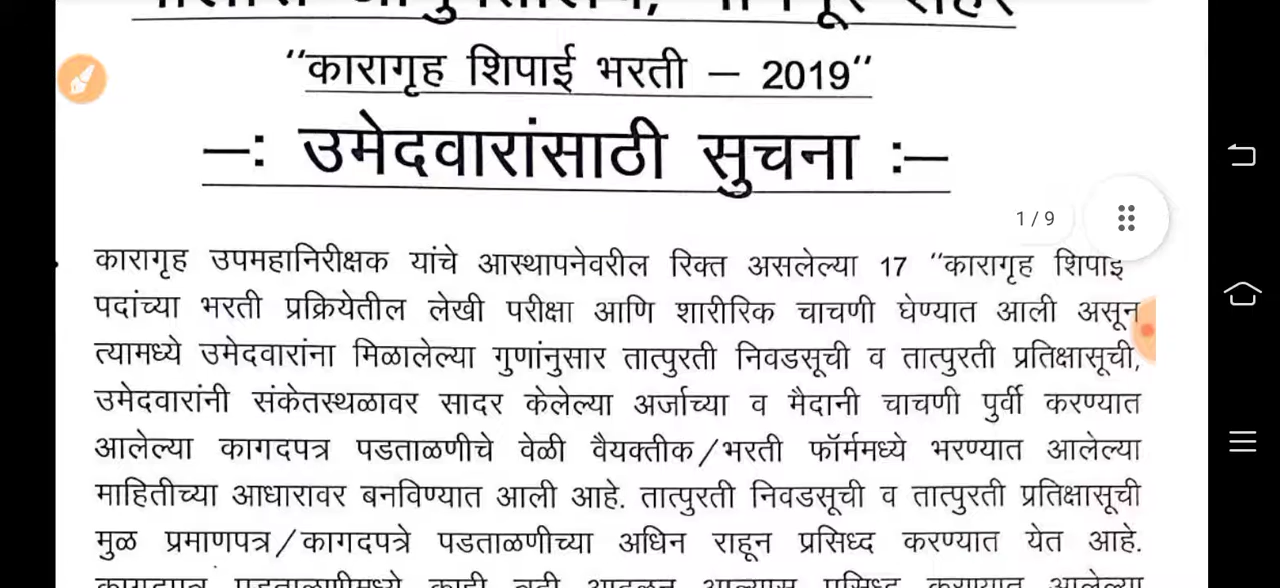 "कारागृह शिपाई भरती – 2019"
–: उमेदवारांसाठी सुचना :–
1 / 9
कारागृह उपमहानिरीक्षक यांचे आस्थापनेवरील रिक्त असलेल्या 17 "कारागृह शिपाई
पदांच्या भरती प्रक्रियेतील लेखी परीक्षा आणि शारीरिक चाचणी घेण्यात आली असून
त्यामध्ये उमेदवारांना मिळालेल्या गुणांनुसार तात्पुरती निवडसूची व तात्पुरती प्रतिक्षासूची,
उमेदवारांनी संकेतस्थळावर सादर केलेल्या अर्जाच्या व मैदानी चाचणी पुर्वी करण्यात
आलेल्या कागदपत्र पडताळणीचे वेळी वैयक्तीक/भरती फॉर्ममध्ये भरण्यात आलेल्या
माहितीच्या आधारावर बनविण्यात आली आहे. तात्पुरती निवडसूची व तात्पुरती प्रतिक्षासूची
मुळ प्रमाणपत्र/कागदपत्रे पडताळणीच्या अधिन राहून प्रसिध्द करण्यात येत आहे.